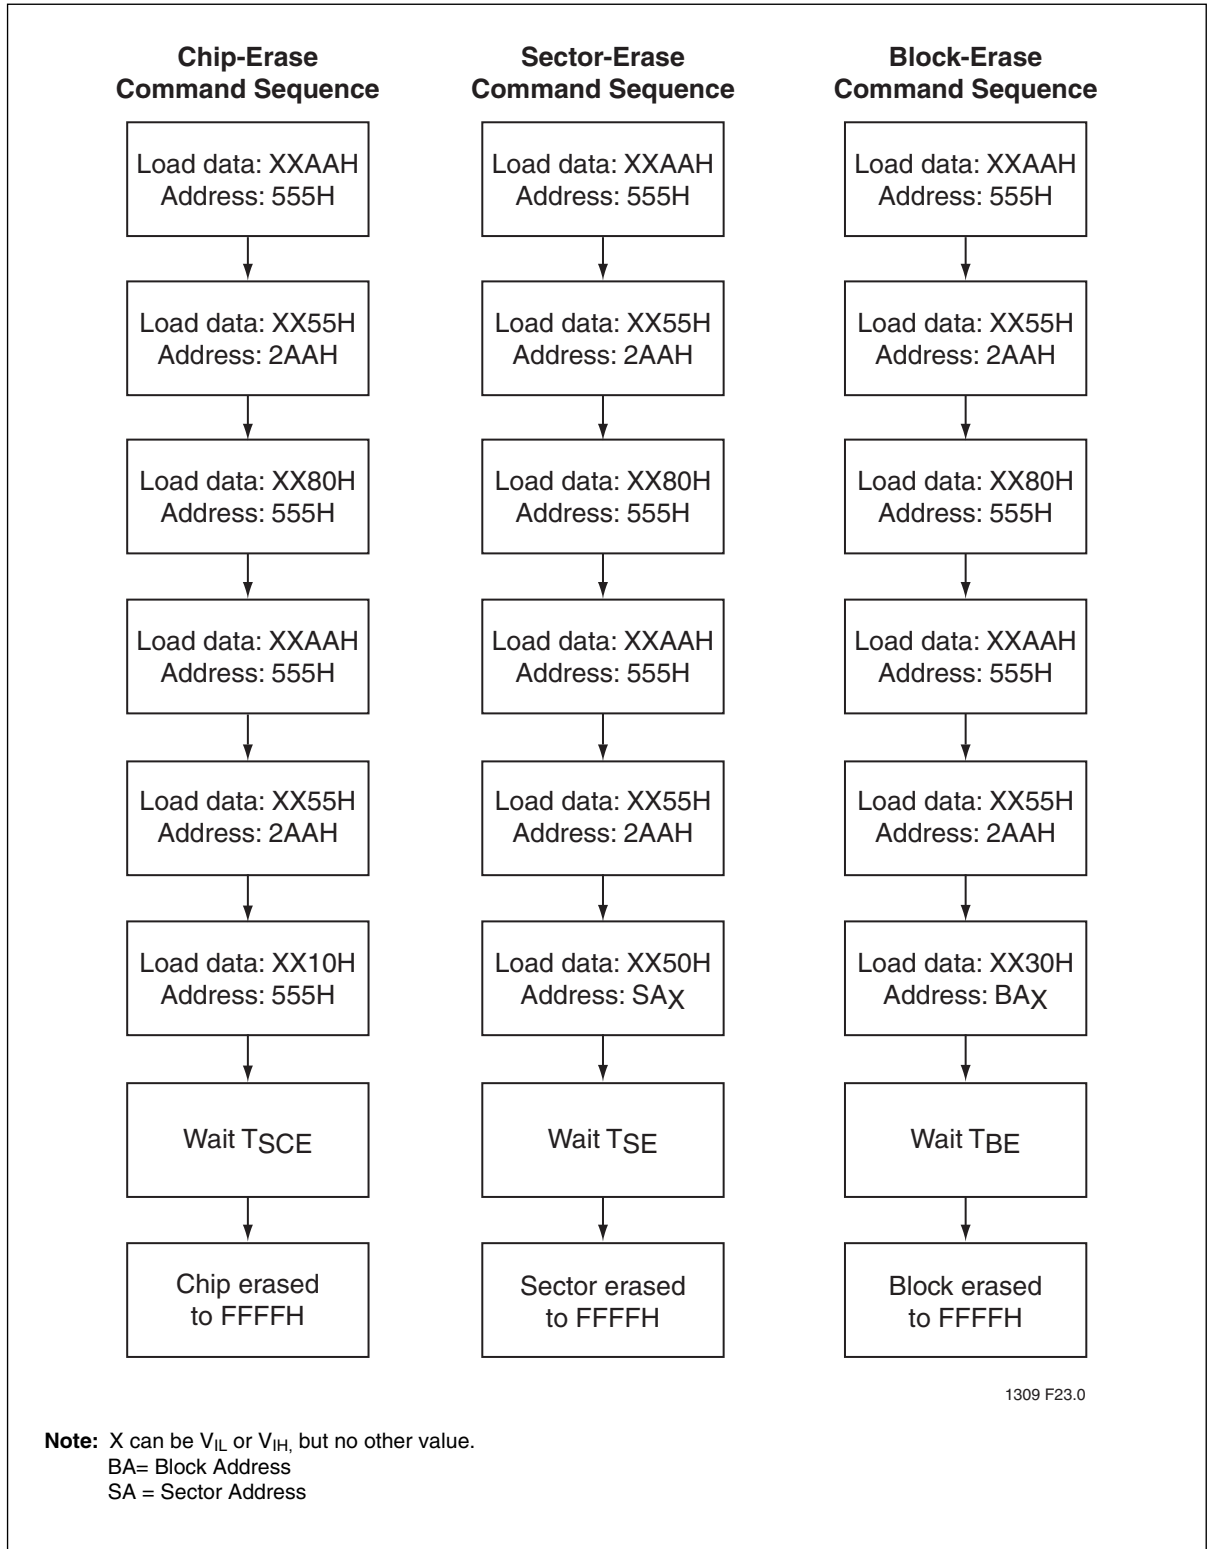 Chip-Erase
Command Sequence
Load data: XXAAH
Address: 555H
Load data: XX55H
Address: 2AAH
Load data: XX80H
Address: 555H
Load data: XXAAH
Address: 555H
Load data: XX55H
Address: 2AAH
Load data: XX10H
Address: 555H
Wait TSCE
Chip erased
to FFFFH
Sector-Erase
Command Sequence
Load data: XXAAH
Address: 555H
Load data: XX55H
Address: 2AAH
Load data: XX80H
Address: 555H
Load data: XXAAH
Address: 555H
Load data: XX55H
Address: 2AAH
Load data: XX50H
Address: SAX
Wait TSE
Sector erased
to FFFFH
Block-Erase
Command Sequence
Load data: XXAAH
Address: 555H
Load data: XX55H
Address: 2AAH
Load data: XX80H
Address: 555H
Load data: XXAAH
Address: 555H
Load data: XX55H
Address: 2AAH
Load data: XX30H
Address: BAX
Wait TBE
Block erased
to FFFFH
1309 F23.0
Note: X can be VIL or VIH, but no other value.
BA= Block Address
SA = Sector Address